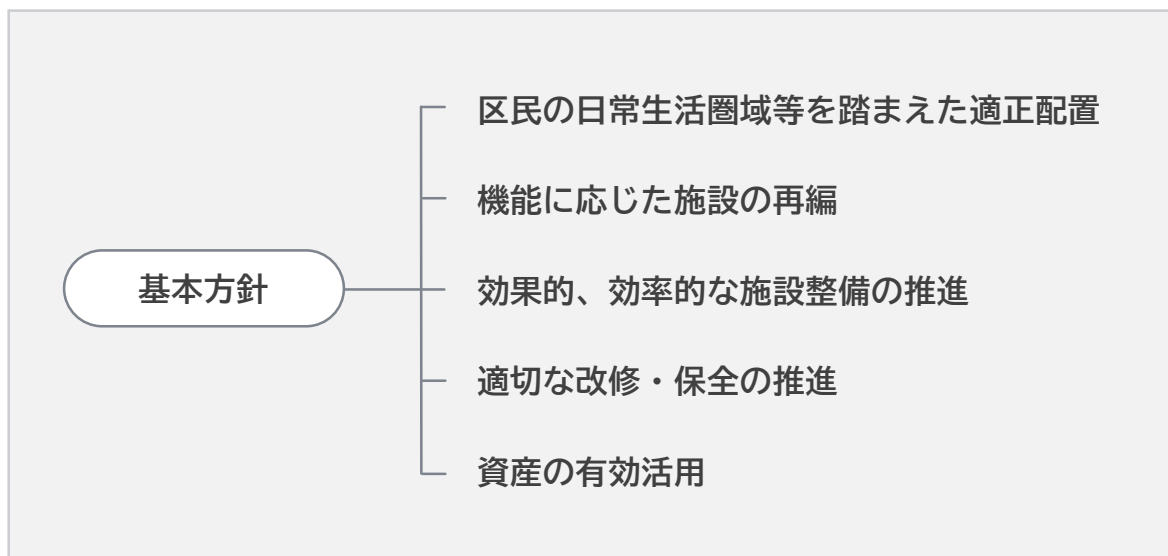 区民の日常生活圏域等を踏まえた適正配置
機能に応じた施設の再編
基本方針
効果的、効率的な施設整備の推進
適切な改修・保全の推進
資産の有効活用